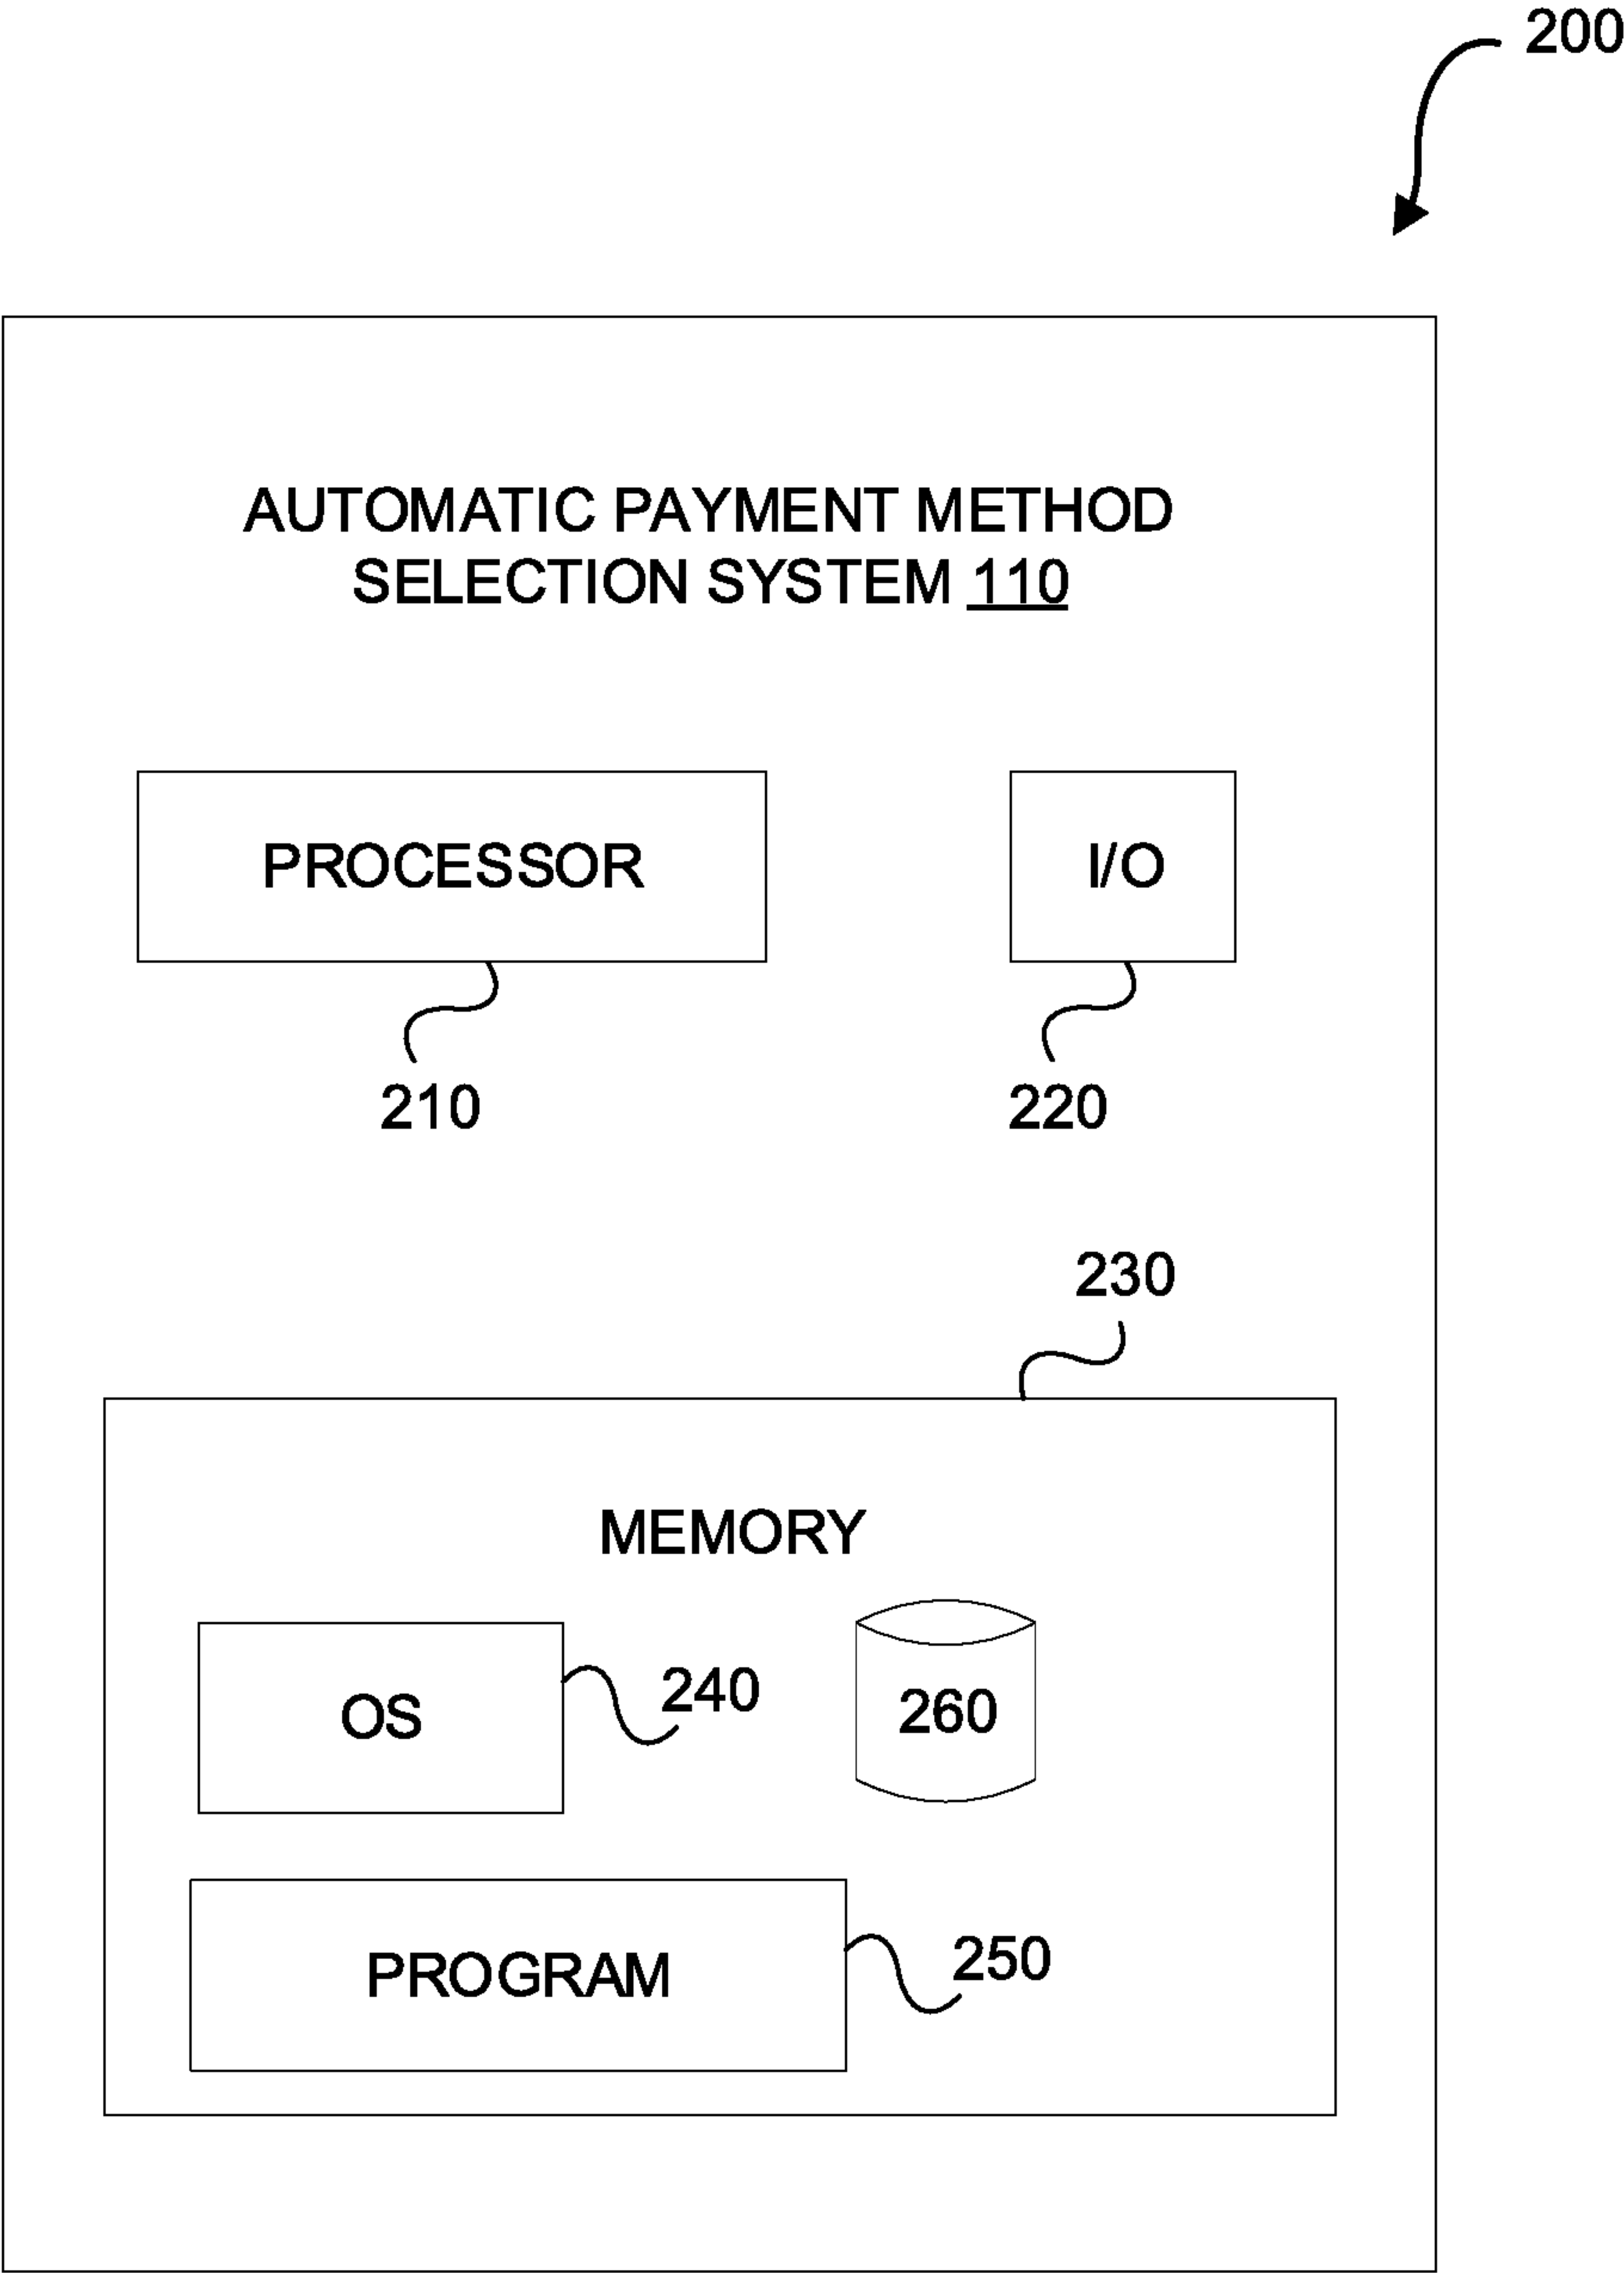 200
AUTOMATIC PAYMENT METHOD
SELECTION SYSTEM 110
PROCESSOR
I/O
210
220
230
MEMORY
OS
240
260
PROGRAM
250